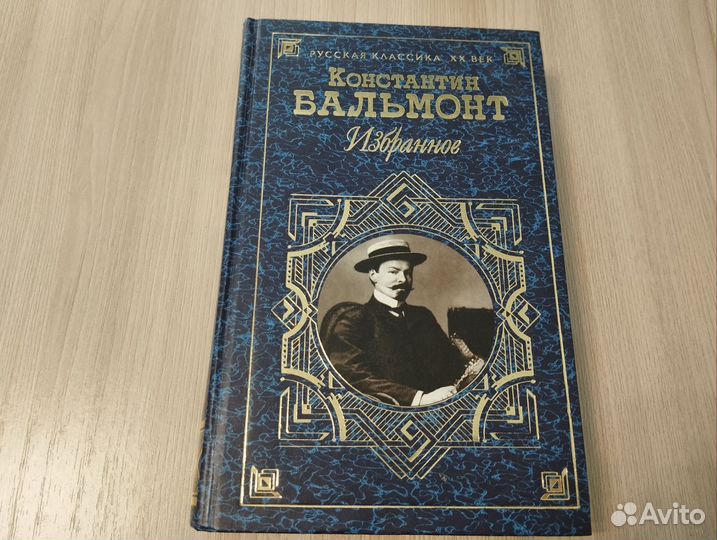 РУССКАЯ КЛАССИКА. XX ВЕК
КОНСТАНТИН
БАЛЬМОНТ
Избранное
Avito